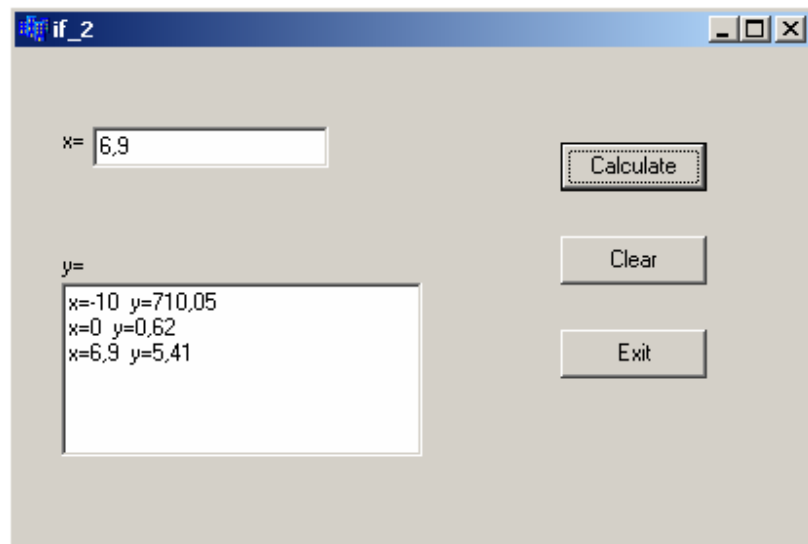 if_2
x= 6,9
Calculate
Clear
y=
x=-10 y=710,05
x=0 y=0,62
x=6,9 y=5,41
Exit